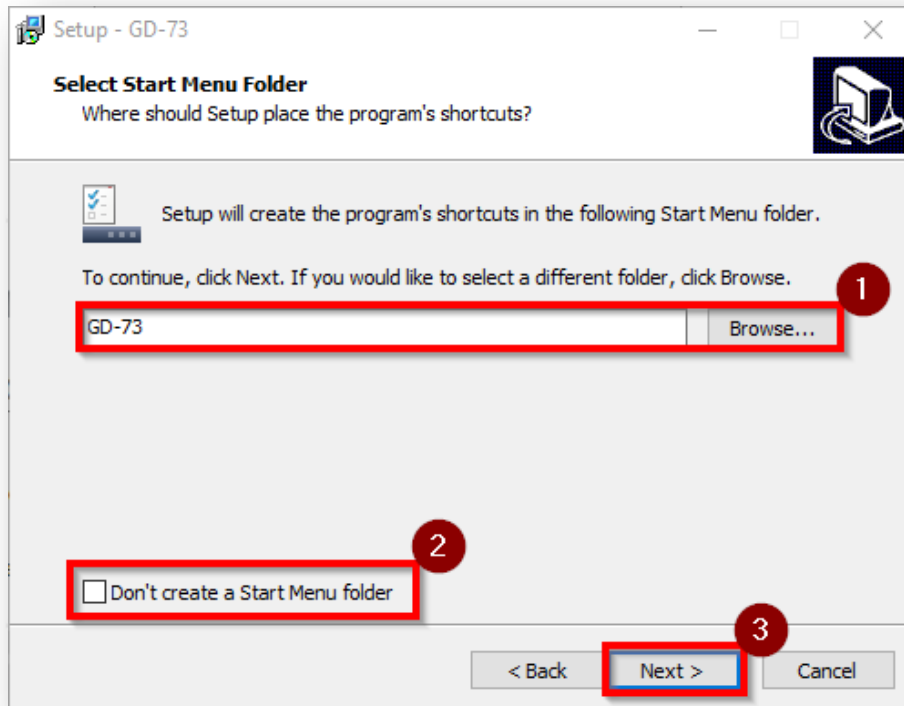 Setup - GD-73
Select Start Menu Folder
Where should Setup place the program's shortcuts?
Setup will create the program's shortcuts in the following Start Menu folder.
To continue, click Next. If you would like to select a different folder, click Browse.
1
GD-73
Browse...
2
Don't create a Start Menu folder
3
< Back
Next >
Cancel